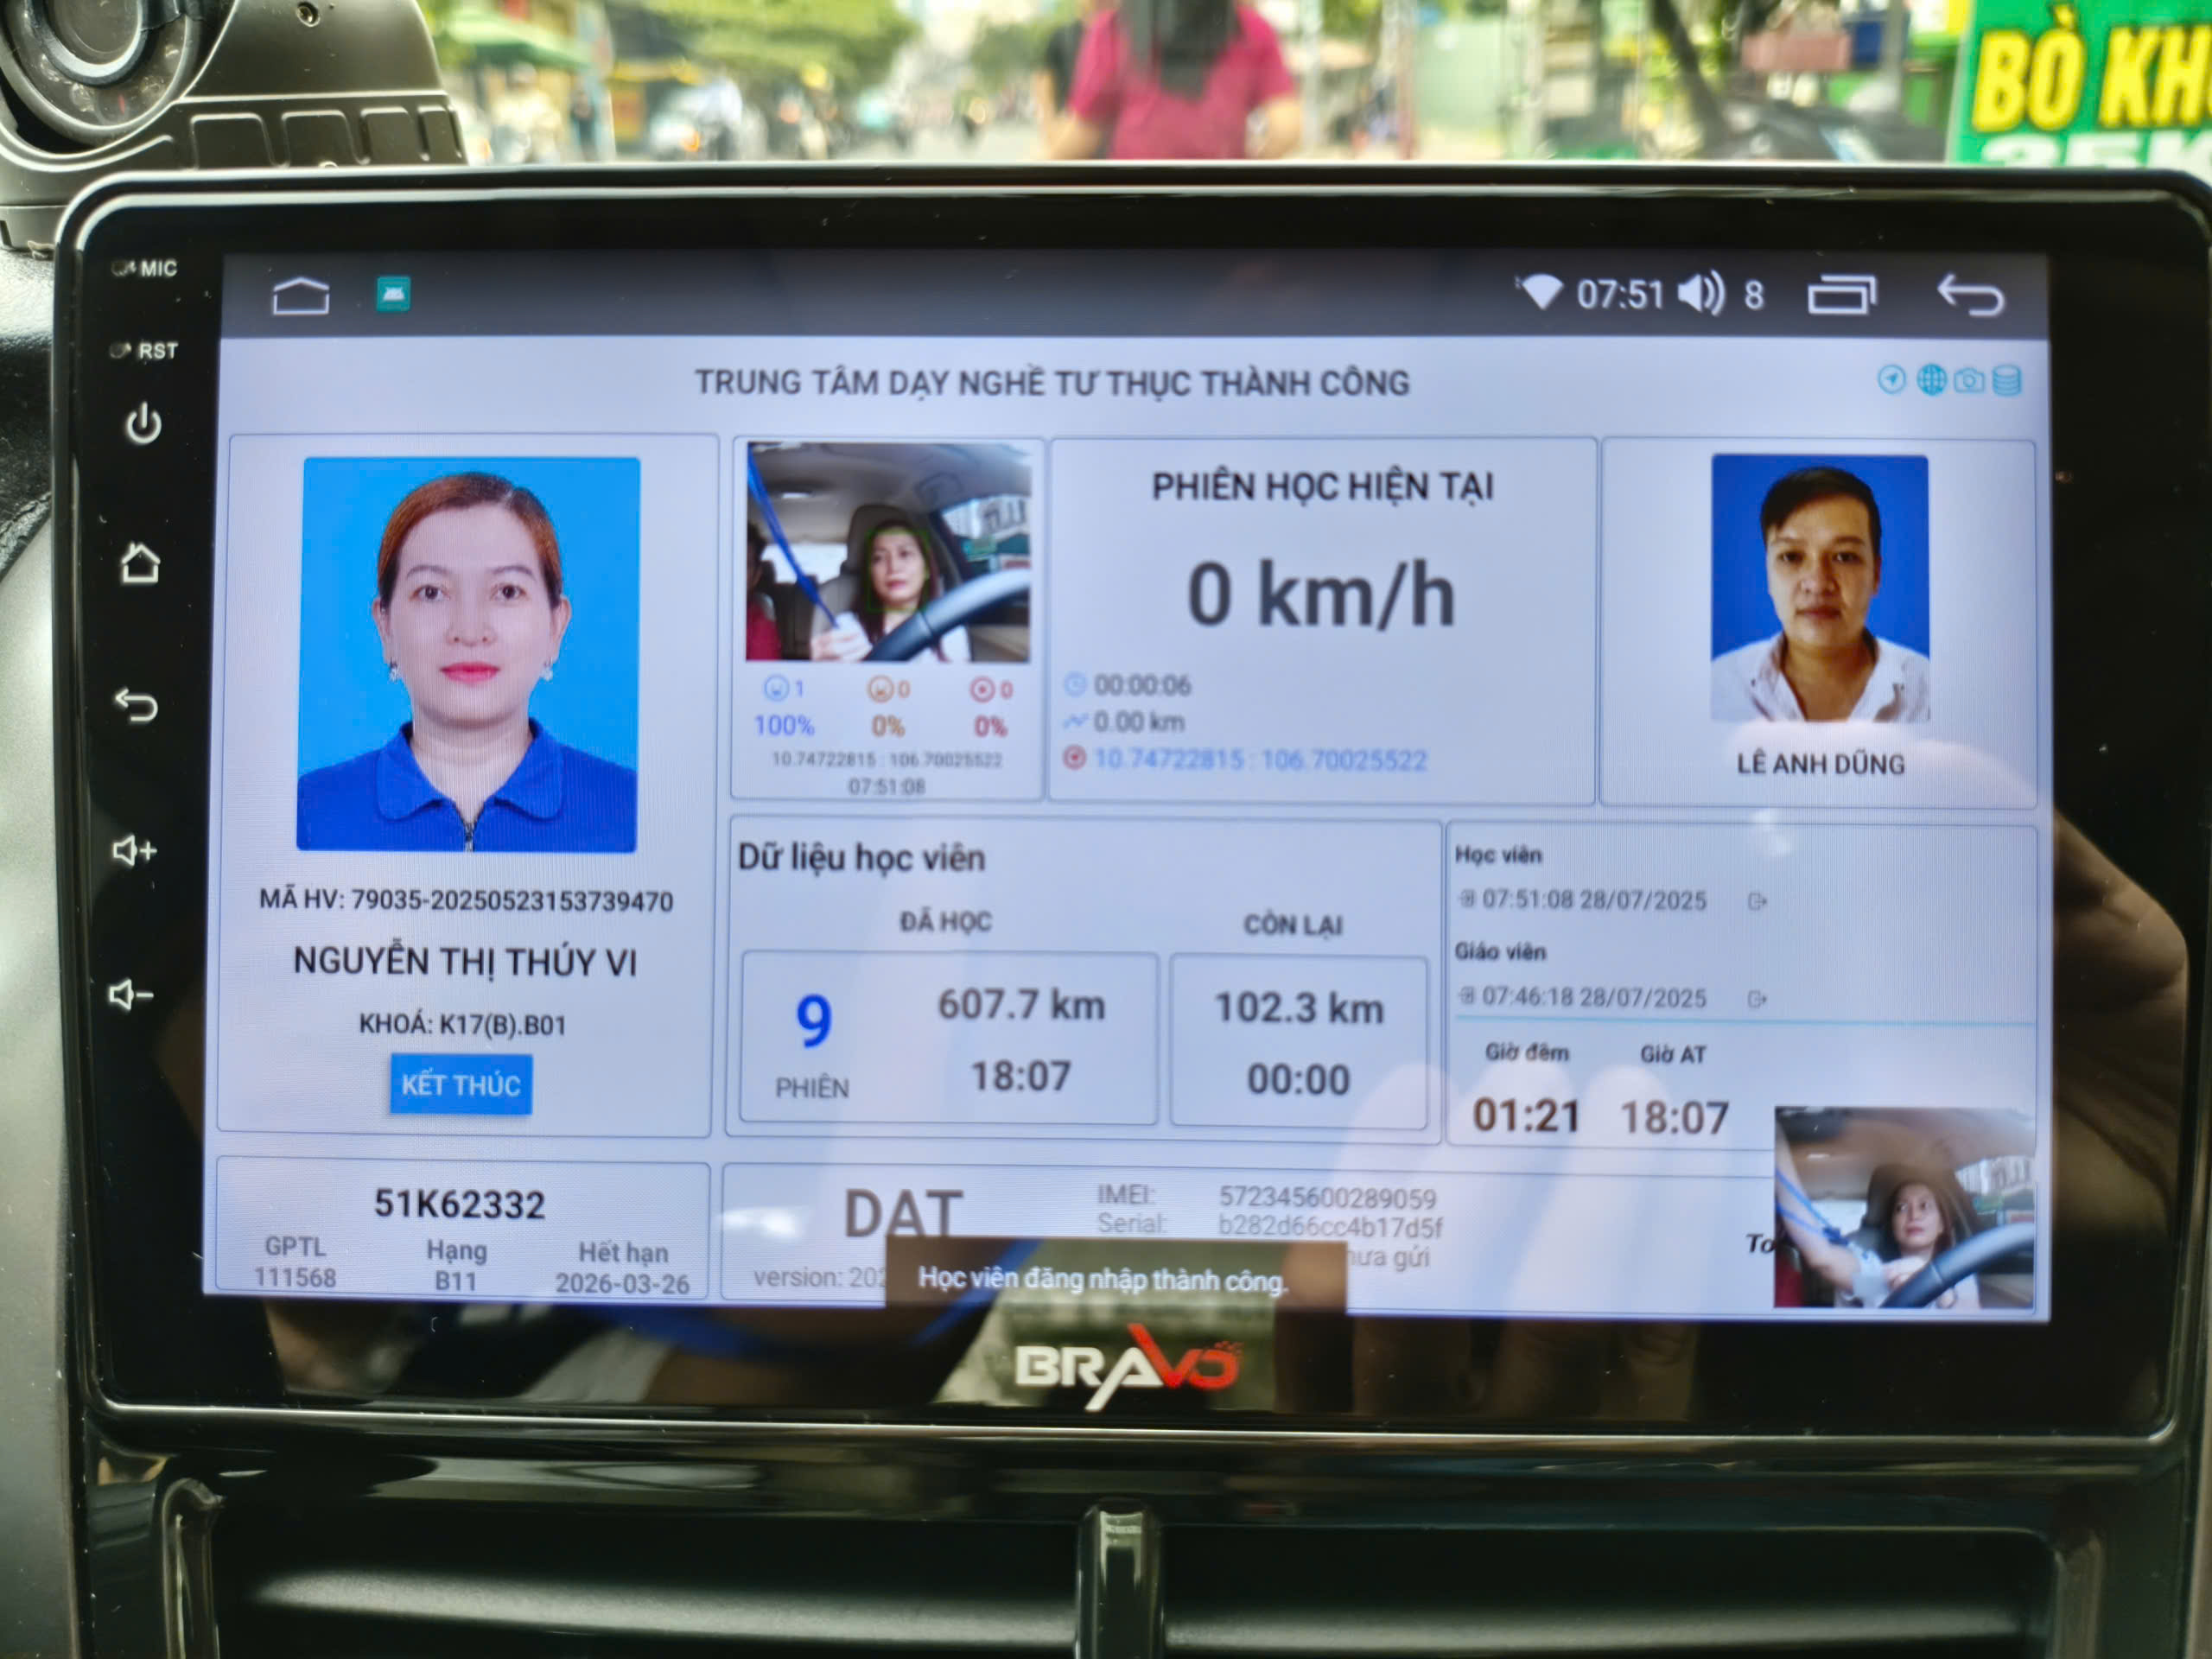 BÒ KH
MIC
RST
07:51
8
TRUNG TÂM DẠY NGHỀ TƯ THỤC THÀNH CÔNG
MÃ HV: 79035-20250523153739470
NGUYỄN THỊ THÚY VI
KHOÁ: K17(B).B01
KẾT THÚC
1 0 0
100% 0% 0%
10.74722815 : 106.70025522
07:51:08
PHIÊN HỌC HIỆN TẠI
0 km/h
00:00:06
0.00 km
10.74722815 : 106.70025522
LÊ ANH DŨNG
Dữ liệu học viên
ĐÃ HỌC
CÒN LẠI
9
PHIÊN
607.7 km
18:07
102.3 km
00:00
Học viên
07:51:08 28/07/2025
Giáo viên
07:46:18 28/07/2025
Giờ đêm Giờ AT
01:21 18:07
51K62332
GPTL Hạng Hết hạn
111568 B11 2026-03-26
DAT
version: 202
IMEI: 572345600289059
Serial: b282d66cc4b17d5f
gửi
Học viên đăng nhập thành công.
BRAVO